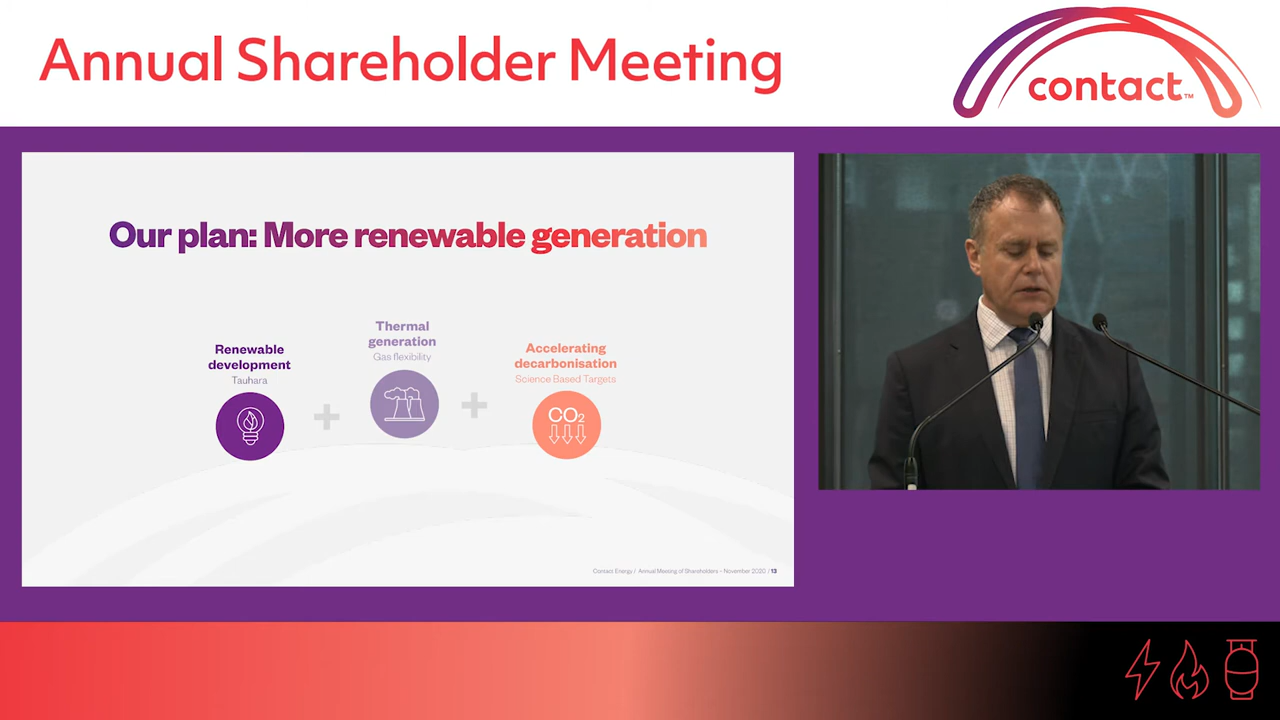 Annual Shareholder Meeting
contact™
Our plan: More renewable generation
Thermal
generation
Gas flexibility
Renewable
development
Tauhara
Accelerating
decarbonisation
Science Based Targets
+
+
CO₂
Contact Energy / Annual Meeting of Shareholders – November 2020 / 13